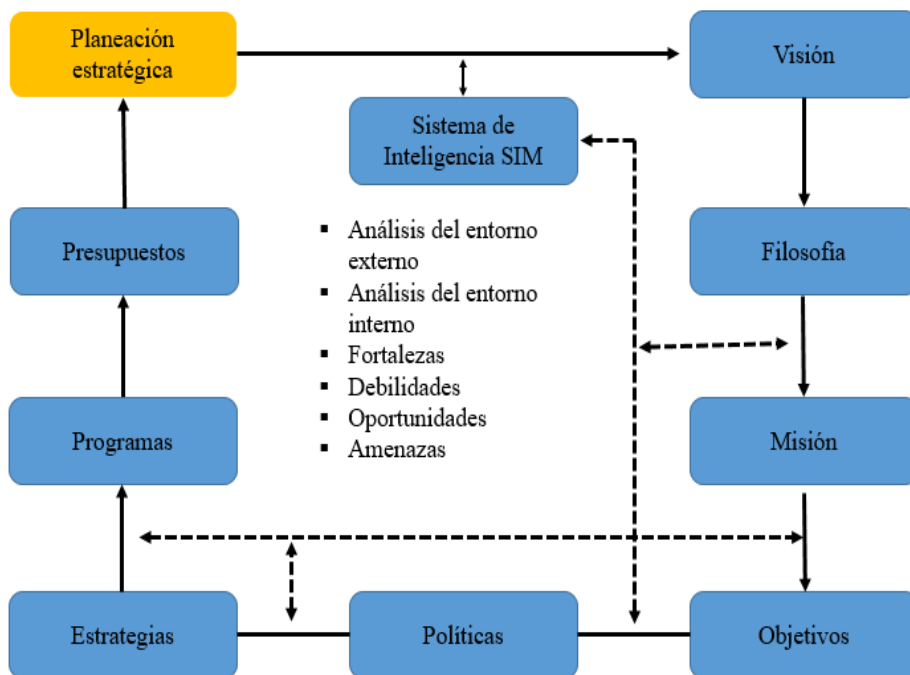 Planeación
estratégica
Visión
Sistema de
Inteligencia SIM
Presupuestos
▪ Análisis del entorno
externo
▪ Análisis del entorno
interno
▪ Fortalezas
▪ Debilidades
▪ Oportunidades
▪ Amenazas
Filosofía
Programas
Misión
Estrategias
Políticas
Objetivos